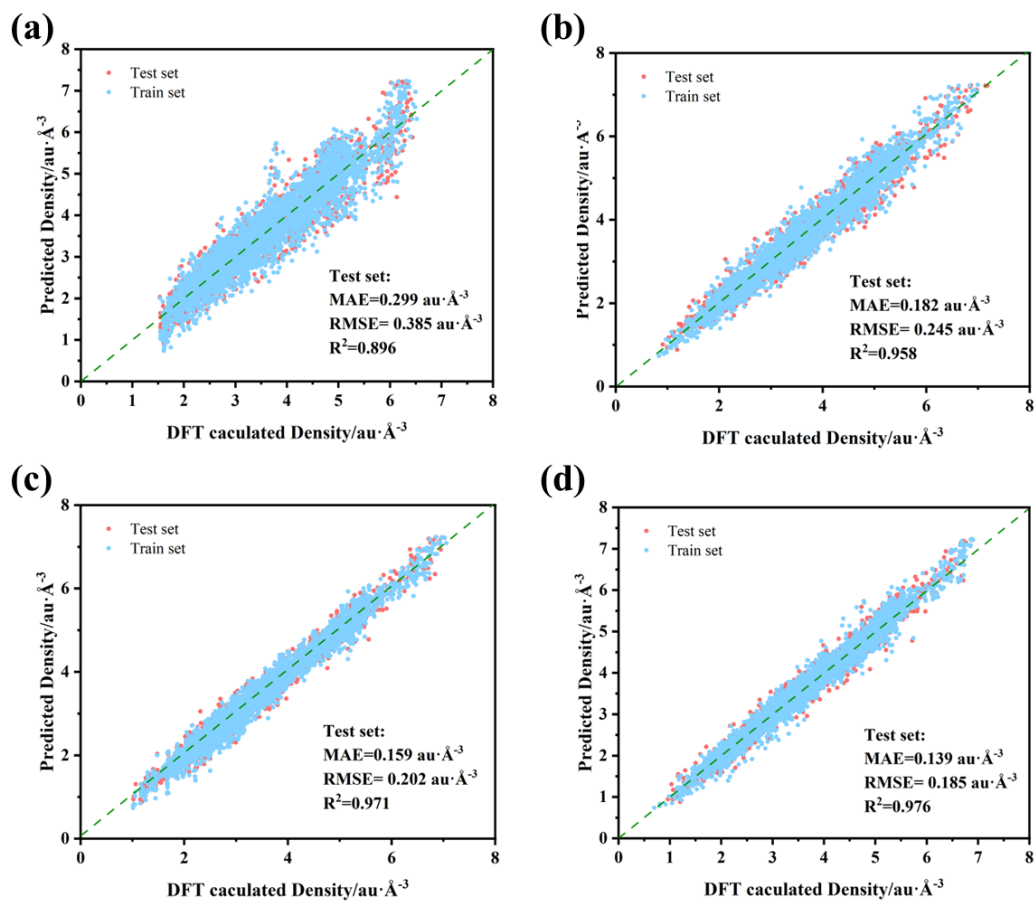 (a)
8
7
6
5
4
3
2
1
0
Predicted Density/au·Å⁻³
Test set
Train set
Test set:
MAE=0.299 au·Å⁻³
RMSE= 0.385 au·Å⁻³
R²=0.896
0 1 2 3 4 5 6 7 8
DFT caculated Density/au·Å⁻³
(b)
8
6
4
2
0
Predicted Density/au·Å⁻³
Test set
Train set
Test set:
MAE=0.182 au·Å⁻³
RMSE= 0.245 au·Å⁻³
R²=0.958
0 2 4 6 8
DFT caculated Density/au·Å⁻³
(c)
8
6
4
2
0
Predicted Density/au·Å⁻³
Test set
Train set
Test set:
MAE=0.159 au·Å⁻³
RMSE= 0.202 au·Å⁻³
R²=0.971
0 2 4 6 8
DFT caculated Density/au·Å⁻³
(d)
8
7
6
5
4
3
2
1
0
Predicted Density/au·Å⁻³
Test set
Train set
Test set:
MAE=0.139 au·Å⁻³
RMSE= 0.185 au·Å⁻³
R²=0.976
0 1 2 3 4 5 6 7 8
DFT caculated Density/au·Å⁻³